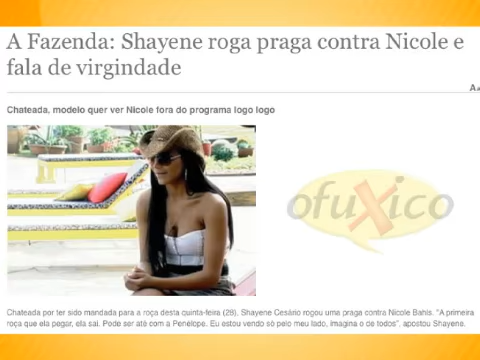 A Fazenda: Shayene roga praga contra Nicole e
fala de virgindade
A
Chateada, modelo quer ver Nicole fora do programa logo logo
ofuxico
Chateada por ter sido mandada para a roça desta quinta-feira (28), Shayene Cesário rogou uma praga contra Nicole Bahls. "A primeira
roça que ela pegar, ela sai. Pode ser até com a Penélope. Eu estou vendo só pelo meu lado, imagina o de todos", apostou Shayene.